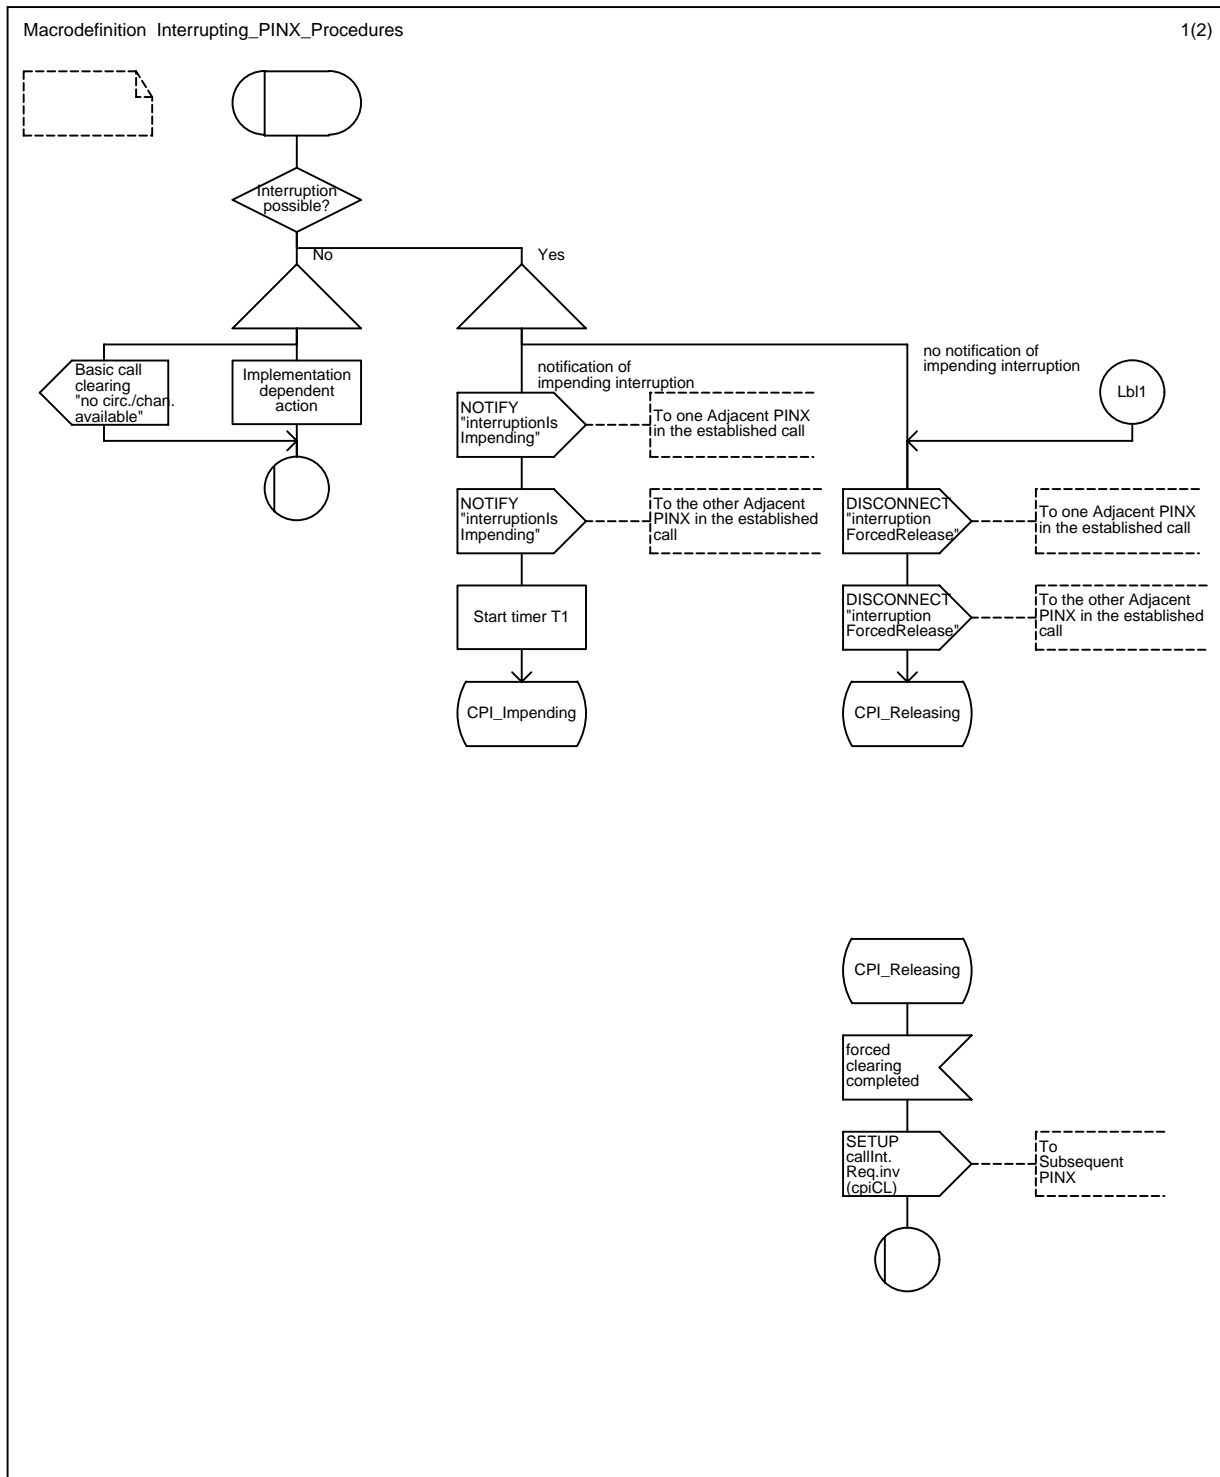 Macrodefinition Interrupting_PINX_Procedures
1(2)
Interruption
possible?
No
Yes
Basic call
clearing
"no circ./chan.
available"
Implementation
dependent
action
notification of
impending interruption
no notification of
impending interruption
Lbl1
NOTIFY
"interruptionIs
Impending"
To one Adjacent PINX
in the established call
NOTIFY
"interruptionIs
Impending"
To the other Adjacent
PINX in the established
call
DISCONNECT
"interruption
ForcedRelease"
To one Adjacent PINX
in the established call
Start timer T1
DISCONNECT
"interruption
ForcedRelease"
To the other Adjacent
PINX in the established
call
CPI_Impending
CPI_Releasing
CPI_Releasing
forced
clearing
completed
SETUP
callInt.
Req.inv
(cpiCL)
To
Subsequent
PINX